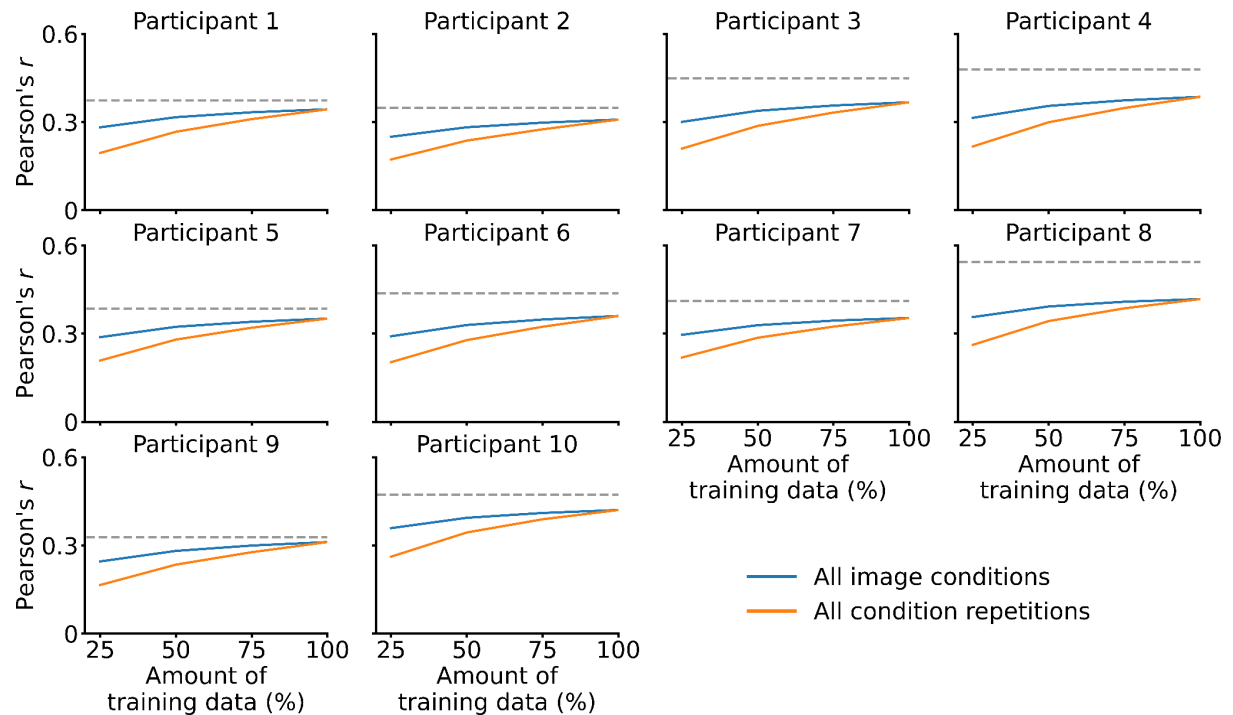 Participant 1
Participant 2
Participant 3
Participant 4
0.6
0.3
0
Pearson's r
Participant 5
Participant 6
Participant 7
Participant 8
0.6
0.3
0
Pearson's r
25 50 75 100
Amount of
training data (%)
25 50 75 100
Amount of
training data (%)
Participant 9
Participant 10
0.6
0.3
0
Pearson's r
25 50 75 100
Amount of
training data (%)
25 50 75 100
Amount of
training data (%)
All image conditions
All condition repetitions